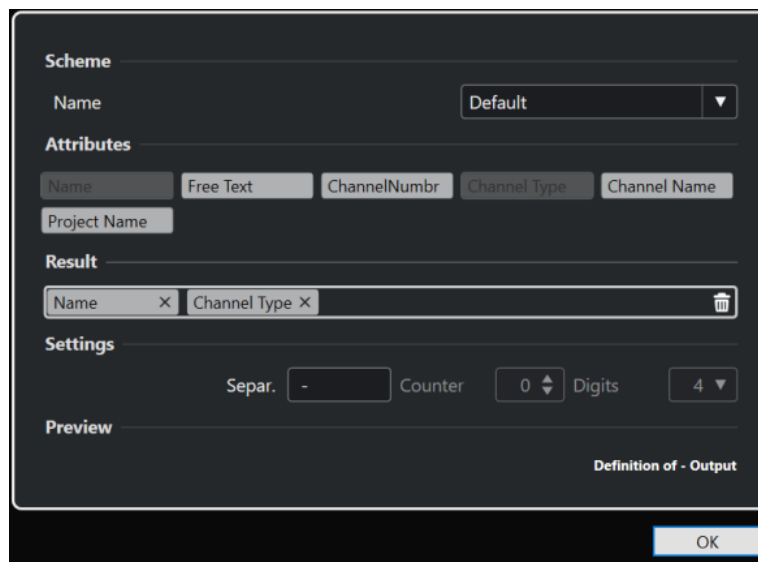 Scheme
Name Default
Attributes
Name Free Text ChannelNumbr Channel Type Channel Name
Project Name
Result
Name Channel Type
Settings
Separ. - Counter 0 Digits 4
Preview
Definition of - Output
OK